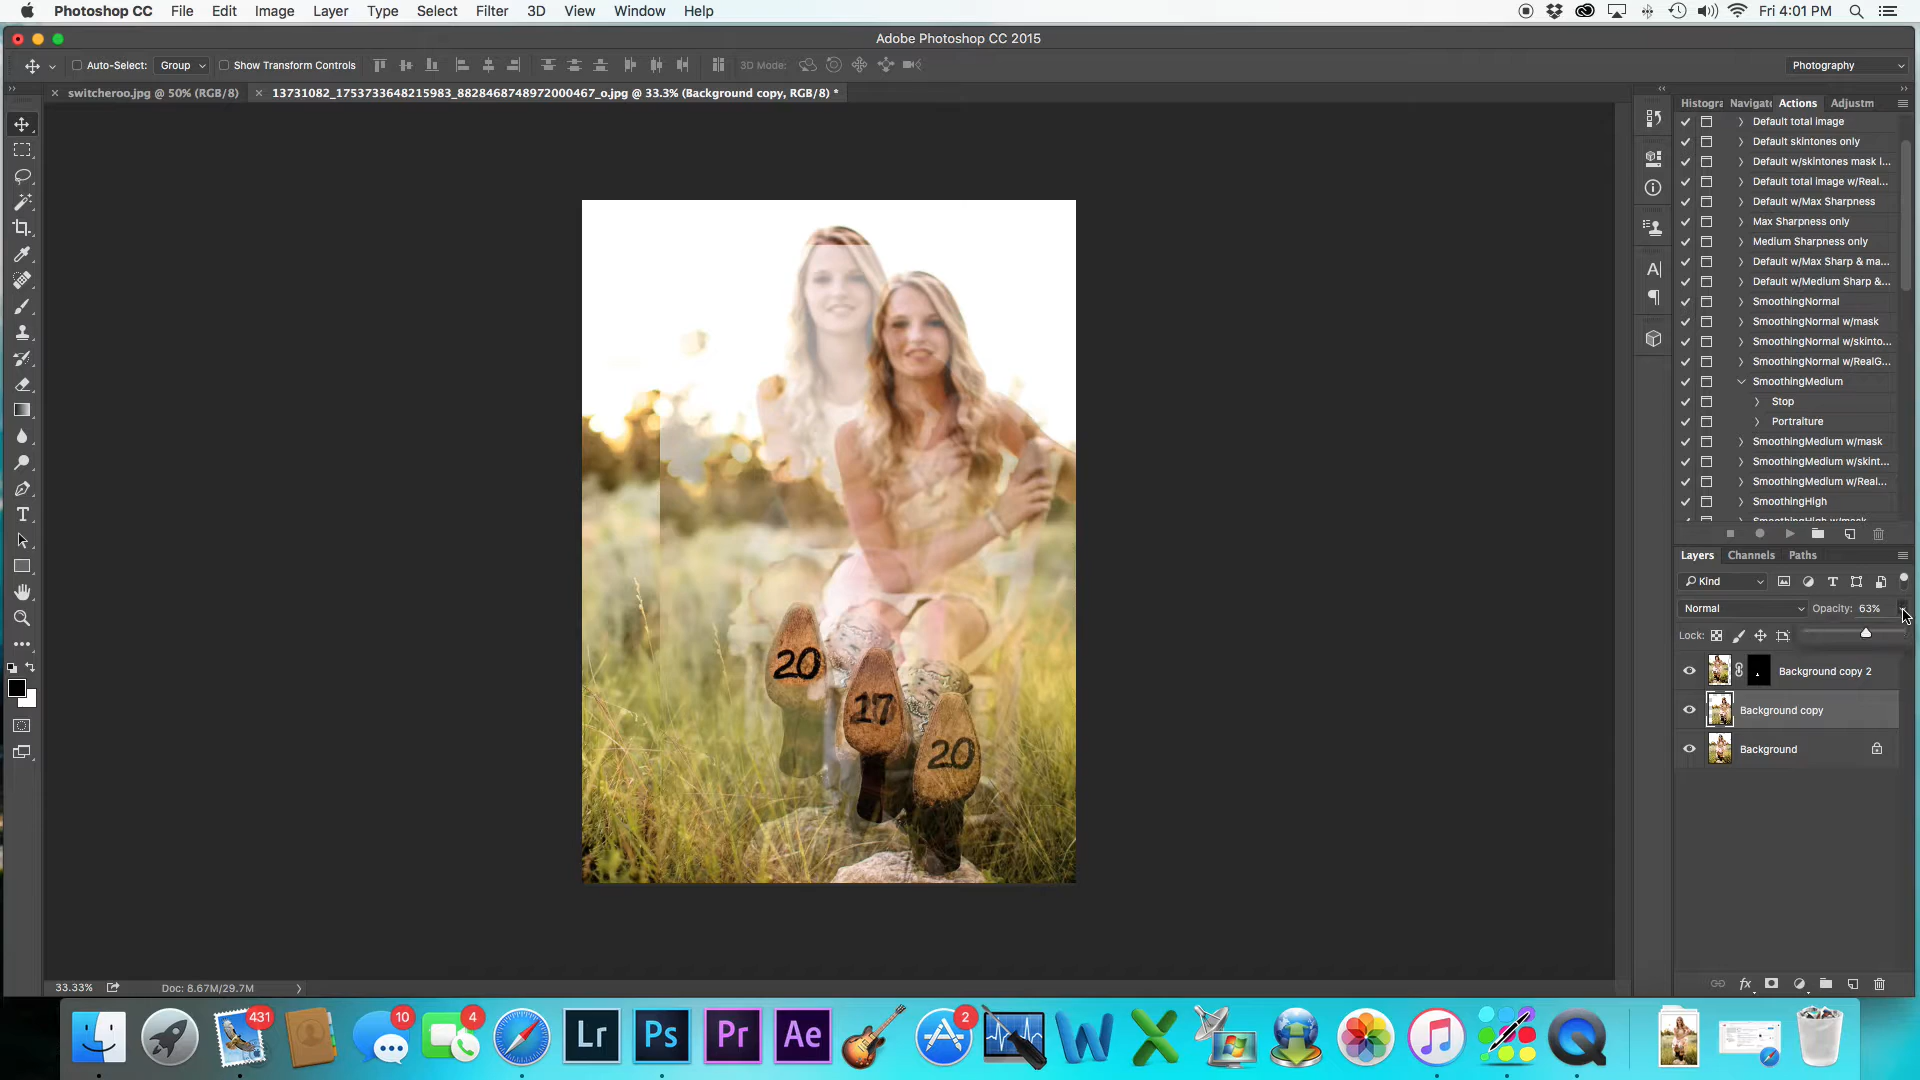 Photoshop CC File Edit Image Layer Type Select Filter 3D View Window Help Fri 4:01 PM
Adobe Photoshop CC 2015
Auto-Select: Group Show Transform Controls 3D Mode: Photography
switcheroo.jpg @ 50% (RGB/8) 13731082_1753733648215983_8828468748972000467_o.jpg @ 33.3% (Background copy, RGB/8) *
Histogra Navigato Actions Adjustm
Default total image
Default skintones only
Default w/skintones mask l...
Default total image w/Real...
Default w/Max Sharpness
Max Sharpness only
Medium Sharpness only
Default w/Max Sharp & ma...
Default w/Medium Sharp &...
SmoothingNormal
SmoothingNormal w/mask
SmoothingNormal w/skinto...
SmoothingNormal w/RealG...
SmoothingMedium
Stop
Portraiture
SmoothingMedium w/mask
SmoothingMedium w/skint...
SmoothingMedium w/Real...
SmoothingHigh
SmoothingHigh w/mask
Layers Channels Paths
Kind
Normal Opacity: 63%
Lock:
Background copy 2
Background copy
Background
20
17
20
33.33% Doc: 8.67M/29.7M
431 10 4 Lr Ps Pr Ae 2